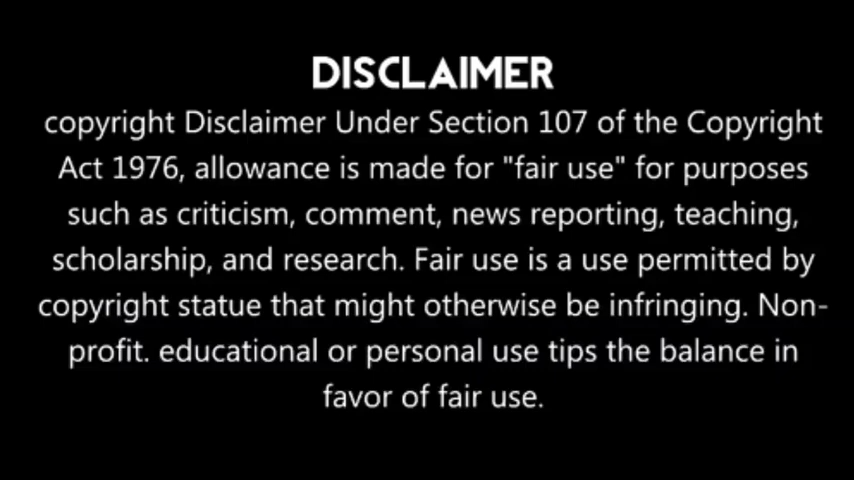 DISCLAIMER
copyright Disclaimer Under Section 107 of the Copyright
Act 1976, allowance is made for "fair use" for purposes
such as criticism, comment, news reporting, teaching,
scholarship, and research. Fair use is a use permitted by
copyright statue that might otherwise be infringing. Non-
profit. educational or personal use tips the balance in
favor of fair use.